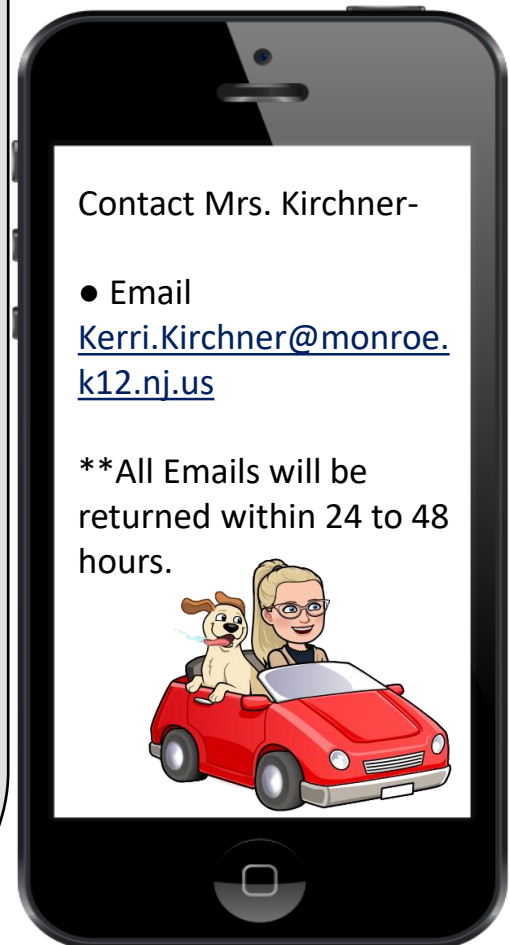 Contact Mrs. Kirchner-
● Email
Kerri.Kirchner@monroe.
k12.nj.us
**All Emails will be
returned within 24 to 48
hours.